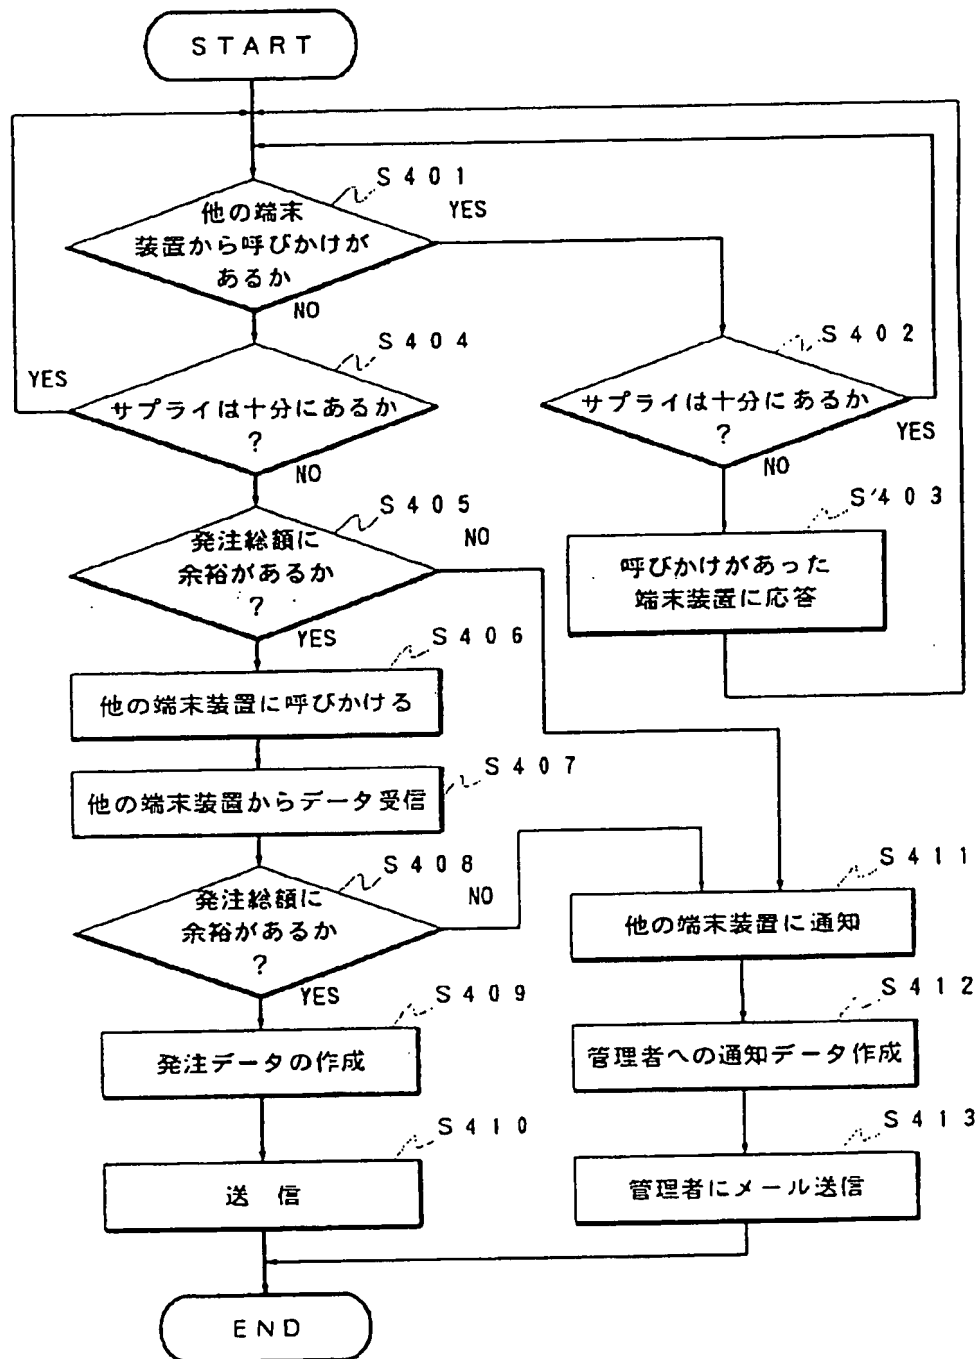 START
S401
他の端末
装置から呼びかけが
あるか
YES
NO
S404
YES
サプライは十分にあるか
?
NO
S402
サプライは十分にあるか
?
YES
NO
S403
呼びかけがあった
端末装置に応答
S405
発注総額に
余裕があるか
?
NO
YES
S406
他の端末装置に呼びかける
S407
他の端末装置からデータ受信
S408
発注総額に
余裕があるか
?
NO
YES
S409
発注データの作成
S410
送 信
S411
他の端末装置に通知
S412
管理者への通知データ作成
S413
管理者にメール送信
END